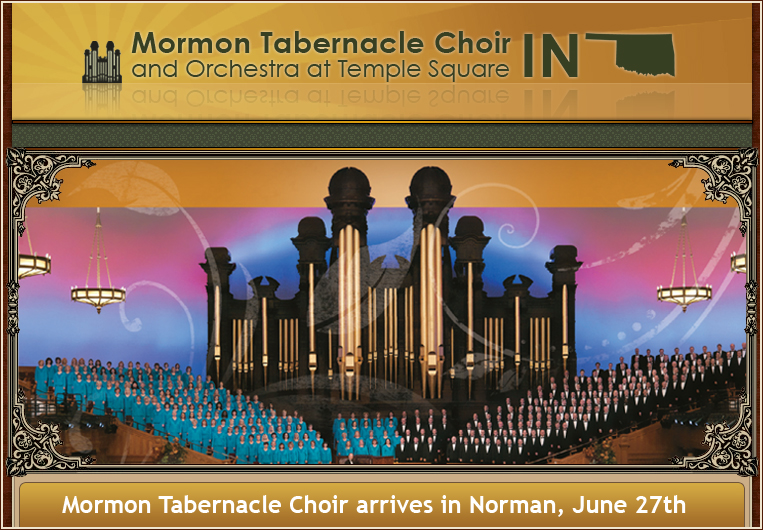 Mormon Tabernacle Choir IN
and Orchestra at Temple Square
Mormon Tabernacle Choir arrives in Norman, June 27th